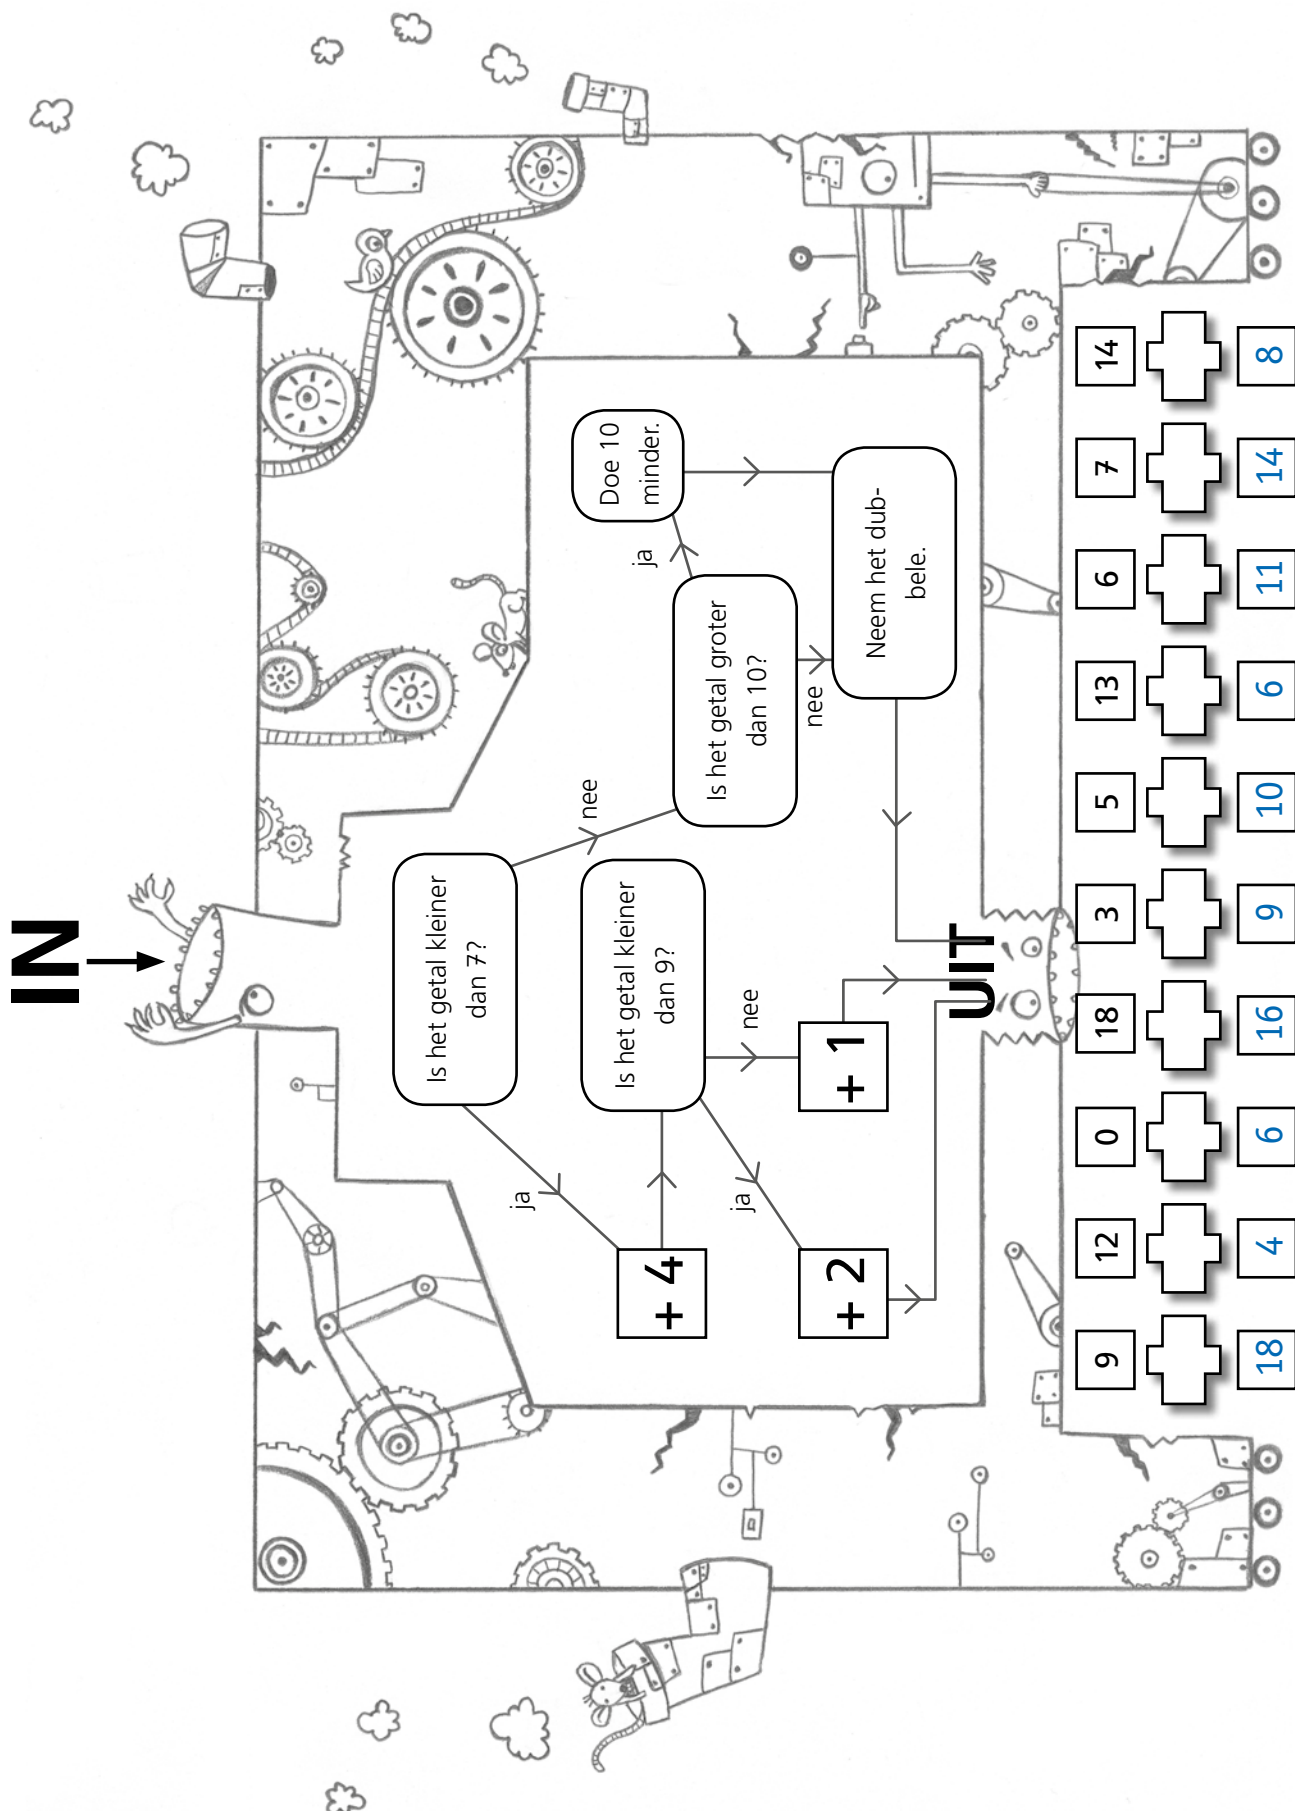 IN
Is het getal kleiner
dan 7?
ja
nee
+ 4
Is het getal kleiner
dan 9?
ja
nee
+ 2
+ 1
Is het getal groter
dan 10?
ja
nee
Doe 10
minder.
Neem het dub-
bele.
UIT
9 12 0 18 3 5 13 6 7 14
18 4 6 16 9 10 6 11 14 8